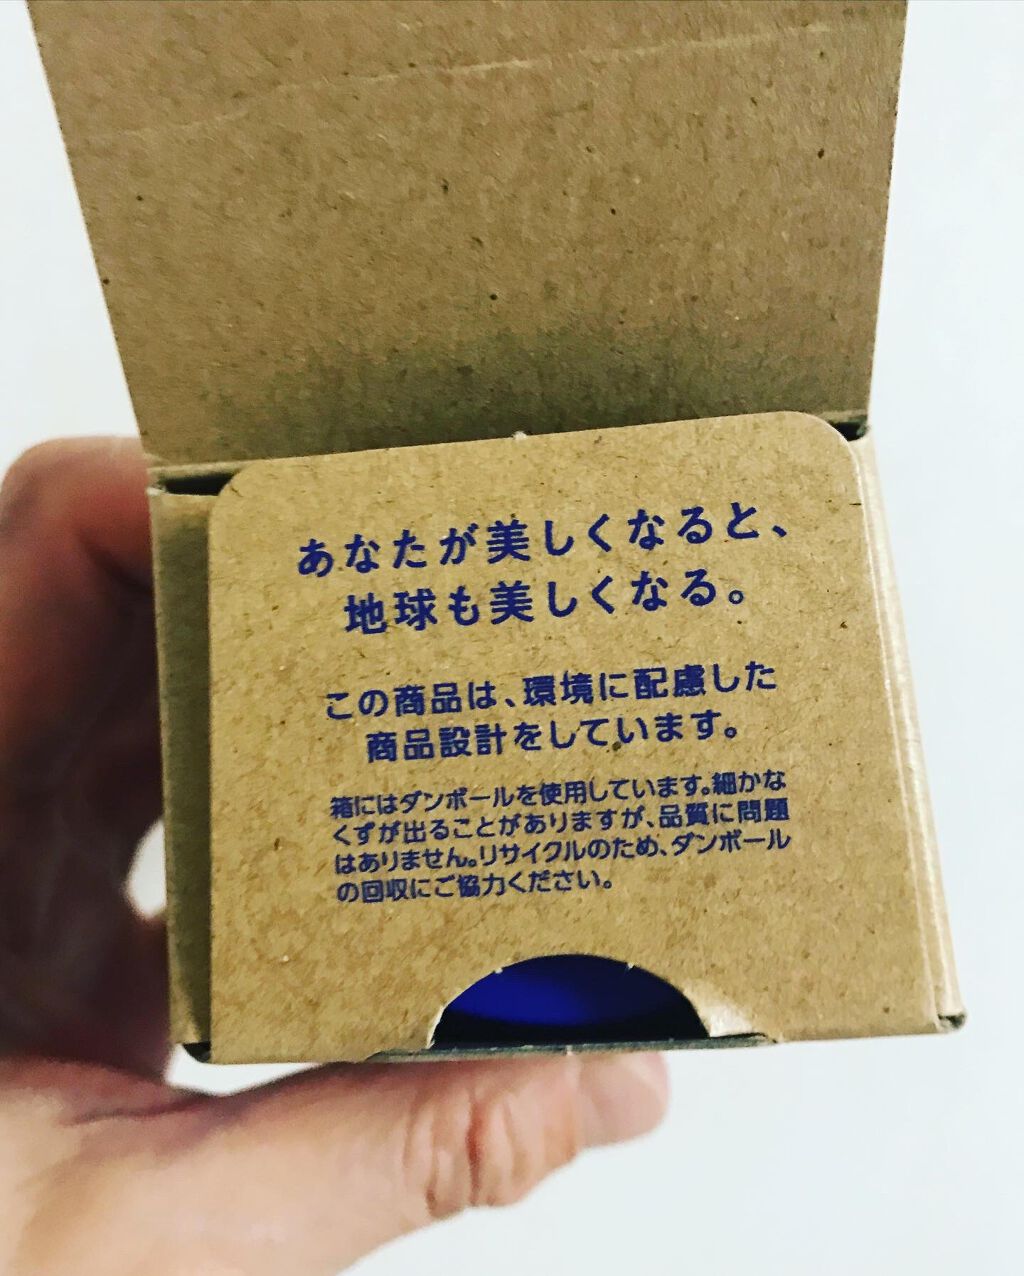 あなたが美しくなると、
地球も美しくなる。
この商品は、環境に配慮した
商品設計をしています。
箱にはダンボールを使用しています。細かな
くずが出ることがありますが、品質に問題
はありません。リサイクルのため、ダンボール
の回収にご協力ください。